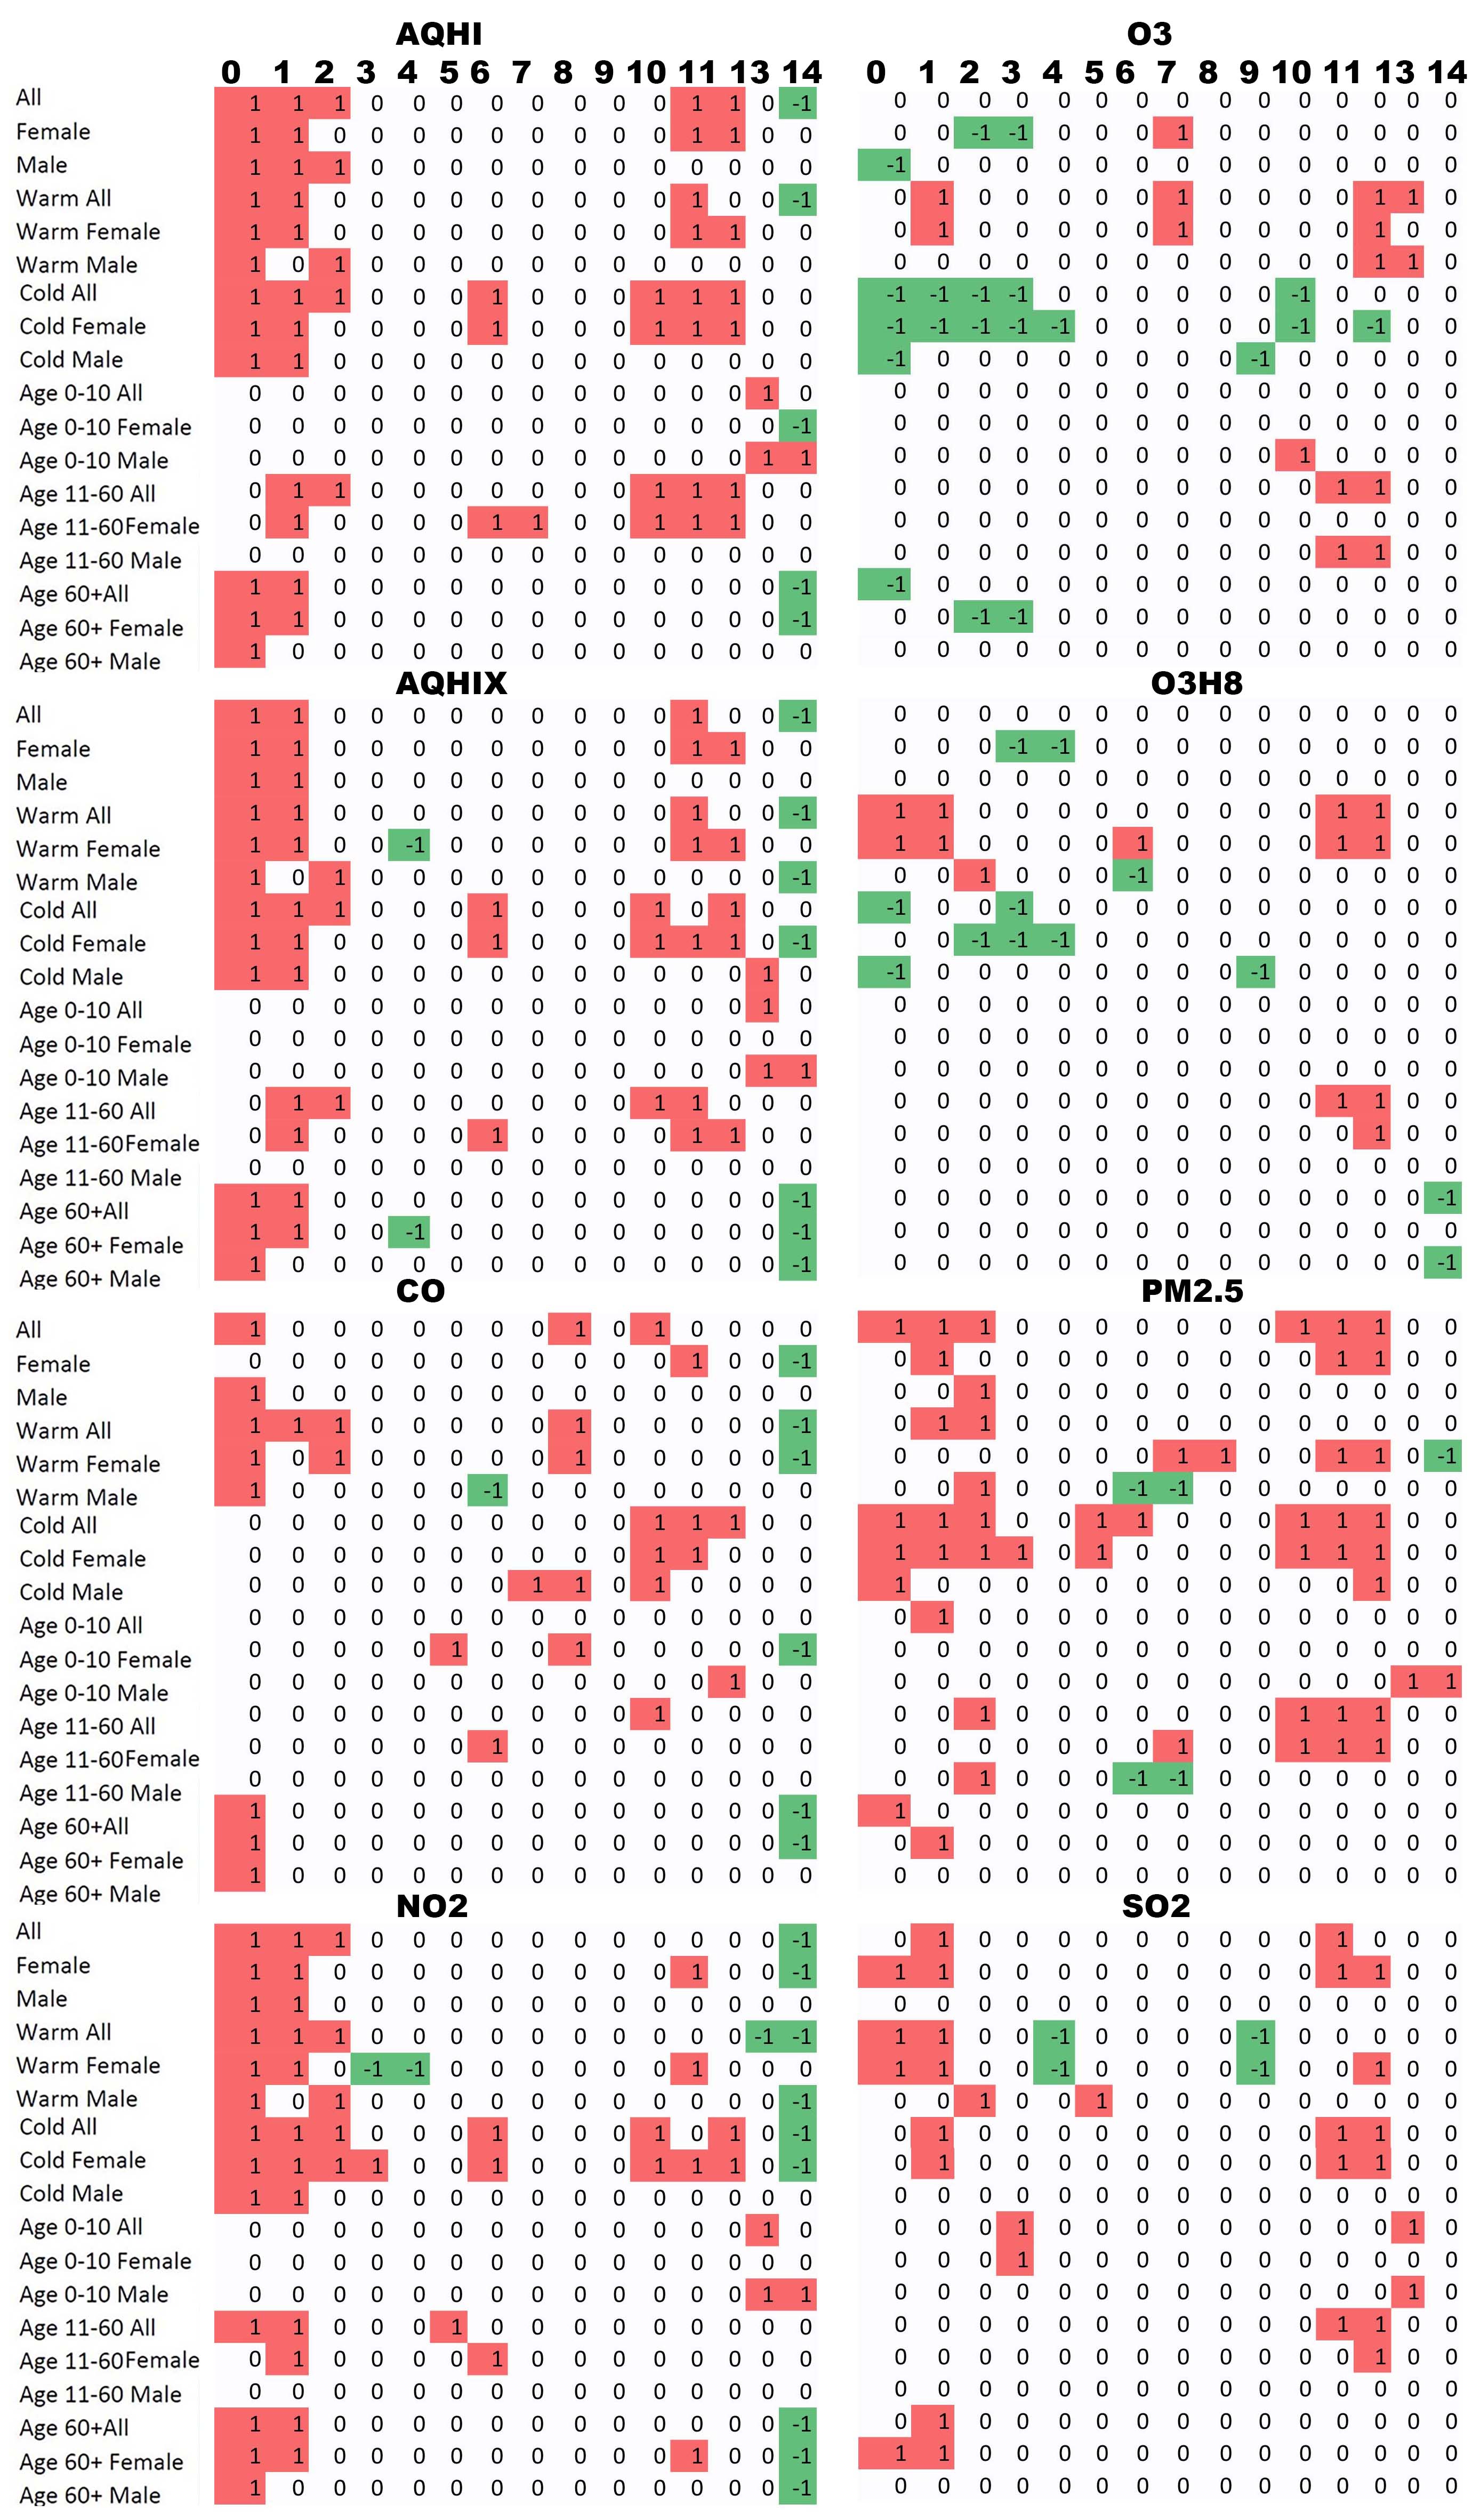 AQHI O3
0 1 2 3 4 5 6 7 8 9 10 11 13 14 0 1 2 3 4 5 6 7 8 9 10 11 13 14
All 1 1 1 0 0 0 0 0 0 0 0 1 1 0 -1 0 0 0 0 0 0 0 0 0 0 0 0 0 0 0
Female 1 1 0 0 0 0 0 0 0 0 0 1 1 0 0 0 0 -1 -1 0 0 0 1 0 0 0 0 0 0 0
Male 1 1 1 0 0 0 0 0 0 0 0 0 0 0 0 -1 0 0 0 0 0 0 0 0 0 0 0 0 0 0
Warm All 1 1 0 0 0 0 0 0 0 0 0 1 0 0 -1 0 1 0 0 0 0 0 1 0 0 0 0 1 1 0
Warm Female 1 1 0 0 0 0 0 0 0 0 0 1 1 0 0 0 1 0 0 0 0 0 1 0 0 0 0 1 0 0
Warm Male 1 0 1 0 0 0 0 0 0 0 0 0 0 0 0 0 0 0 0 0 0 0 0 0 0 0 0 1 1 0
Cold All 1 1 1 0 0 0 1 0 0 0 1 1 1 0 0 -1 -1 -1 -1 0 0 0 0 0 0 -1 0 0 0 0
Cold Female 1 1 0 0 0 0 1 0 0 0 1 1 1 0 0 -1 -1 -1 -1 -1 0 0 0 0 0 -1 0 -1 0 0
Cold Male 1 1 0 0 0 0 0 0 0 0 0 0 0 0 0 -1 0 0 0 0 0 0 0 0 -1 0 0 0 0 0
Age 0-10 All 0 0 0 0 0 0 0 0 0 0 0 0 0 1 0 0 0 0 0 0 0 0 0 0 0 0 0 0 0 0
Age 0-10 Female 0 0 0 0 0 0 0 0 0 0 0 0 0 0 -1 0 0 0 0 0 0 0 0 0 0 0 0 0 0 0
Age 0-10 Male 0 0 0 0 0 0 0 0 0 0 0 0 0 1 1 0 0 0 0 0 0 0 0 0 0 1 0 0 0 0
Age 11-60 All 0 1 1 0 0 0 0 0 0 0 1 1 1 0 0 0 0 0 0 0 0 0 0 0 0 0 1 1 0 0
Age 11-60Female 0 1 0 0 0 0 1 1 0 0 1 1 1 0 0 0 0 0 0 0 0 0 0 0 0 0 0 0 0 0
Age 11-60 Male 0 0 0 0 0 0 0 0 0 0 0 0 0 0 0 0 0 0 0 0 0 0 0 0 0 0 1 1 0 0
Age 60+All 1 1 0 0 0 0 0 0 0 0 0 0 0 0 -1 -1 0 0 0 0 0 0 0 0 0 0 0 0 0 0
Age 60+ Female 1 1 0 0 0 0 0 0 0 0 0 0 0 0 -1 0 0 -1 -1 0 0 0 0 0 0 0 0 0 0 0
Age 60+ Male 1 0 0 0 0 0 0 0 0 0 0 0 0 0 0 0 0 0 0 0 0 0 0 0 0 0 0 0 0 0
AQHIX O3H8
All 1 1 0 0 0 0 0 0 0 0 0 1 0 0 -1 0 0 0 0 0 0 0 0 0 0 0 0 0 0 0
Female 1 1 0 0 0 0 0 0 0 0 0 1 1 0 0 0 0 0 -1 -1 0 0 0 0 0 0 0 0 0 0
Male 1 1 0 0 0 0 0 0 0 0 0 0 0 0 0 0 0 0 0 0 0 0 0 0 0 0 0 0 0 0
Warm All 1 1 0 0 0 0 0 0 0 0 0 1 0 0 -1 1 1 0 0 0 0 0 0 0 0 0 1 1 0 0
Warm Female 1 1 0 0 -1 0 0 0 0 0 0 1 1 0 0 1 1 0 0 0 0 1 0 0 0 0 1 1 0 0
Warm Male 1 0 1 0 0 0 0 0 0 0 0 0 0 0 -1 0 0 1 0 0 0 -1 0 0 0 0 0 0 0 0
Cold All 1 1 1 0 0 0 1 0 0 0 1 0 1 0 0 -1 0 0 -1 0 0 0 0 0 0 0 0 0 0 0
Cold Female 1 1 0 0 0 0 1 0 0 0 1 1 1 0 -1 0 0 -1 -1 -1 0 0 0 0 0 0 0 0 0 0
Cold Male 1 1 0 0 0 0 0 0 0 0 0 0 0 1 0 -1 0 0 0 0 0 0 0 0 -1 0 0 0 0 0
Age 0-10 All 0 0 0 0 0 0 0 0 0 0 0 0 0 1 0 0 0 0 0 0 0 0 0 0 0 0 0 0 0 0
Age 0-10 Female 0 0 0 0 0 0 0 0 0 0 0 0 0 0 0 0 0 0 0 0 0 0 0 0 0 0 0 0 0 0
Age 0-10 Male 0 0 0 0 0 0 0 0 0 0 0 0 0 1 1 0 0 0 0 0 0 0 0 0 0 0 0 0 0 0
Age 11-60 All 0 1 1 0 0 0 0 0 0 0 1 1 0 0 0 0 0 0 0 0 0 0 0 0 0 0 1 1 0 0
Age 11-60Female 0 1 0 0 0 0 1 0 0 0 0 1 1 0 0 0 0 0 0 0 0 0 0 0 0 0 0 1 0 0
Age 11-60 Male 0 0 0 0 0 0 0 0 0 0 0 0 0 0 0 0 0 0 0 0 0 0 0 0 0 0 0 0 0 0
Age 60+All 1 1 0 0 0 0 0 0 0 0 0 0 0 0 -1 0 0 0 0 0 0 0 0 0 0 0 0 0 0 -1
Age 60+ Female 1 1 0 0 -1 0 0 0 0 0 0 0 0 0 -1 0 0 0 0 0 0 0 0 0 0 0 0 0 0 0
Age 60+ Male 1 0 0 0 0 0 0 0 0 0 0 0 0 0 -1 0 0 0 0 0 0 0 0 0 0 0 0 0 0 -1
CO PM2.5
All 1 0 0 0 0 0 0 0 1 0 1 0 0 0 0 1 1 1 0 0 0 0 0 0 0 1 1 1 0 0
Female 0 0 0 0 0 0 0 0 0 0 0 1 0 0 -1 0 1 0 0 0 0 0 0 0 0 0 1 1 0 0
Male 1 0 0 0 0 0 0 0 0 0 0 0 0 0 0 0 0 1 0 0 0 0 0 0 0 0 0 0 0 0
Warm All 1 1 1 0 0 0 0 0 1 0 0 0 0 0 -1 0 1 1 0 0 0 0 0 0 0 0 0 0 0 0
Warm Female 1 0 1 0 0 0 0 0 1 0 0 0 0 0 -1 0 0 0 0 0 0 0 1 1 0 0 1 1 0 -1
Warm Male 1 0 0 0 0 0 -1 0 0 0 0 0 0 0 0 0 0 1 0 0 0 -1 -1 0 0 0 0 0 0 0
Cold All 0 0 0 0 0 0 0 0 0 0 1 1 1 0 0 1 1 1 0 0 1 1 0 0 0 1 1 1 0 0
Cold Female 0 0 0 0 0 0 0 0 0 0 1 1 0 0 0 1 1 1 1 0 1 0 0 0 0 1 1 1 0 0
Cold Male 0 0 0 0 0 0 0 1 1 0 1 0 0 0 0 1 0 0 0 0 0 0 0 0 0 0 0 1 0 0
Age 0-10 All 0 0 0 0 0 0 0 0 0 0 0 0 0 0 0 0 1 0 0 0 0 0 0 0 0 0 0 0 0 0
Age 0-10 Female 0 0 0 0 0 1 0 0 1 0 0 0 0 0 -1 0 0 0 0 0 0 0 0 0 0 0 0 0 0 0
Age 0-10 Male 0 0 0 0 0 0 0 0 0 0 0 0 1 0 0 0 0 0 0 0 0 0 0 0 0 0 0 0 1 1
Age 11-60 All 0 0 0 0 0 0 0 0 0 0 1 0 0 0 0 0 0 1 0 0 0 0 0 0 0 1 1 1 0 0
Age 11-60Female 0 0 0 0 0 0 1 0 0 0 0 0 0 0 0 0 0 0 0 0 0 0 1 0 0 1 1 1 0 0
Age 11-60 Male 0 0 0 0 0 0 0 0 0 0 0 0 0 0 0 0 0 1 0 0 0 -1 -1 0 0 0 0 0 0 0
Age 60+All 1 0 0 0 0 0 0 0 0 0 0 0 0 0 -1 1 0 0 0 0 0 0 0 0 0 0 0 0 0 0
Age 60+ Female 1 0 0 0 0 0 0 0 0 0 0 0 0 0 -1 0 1 0 0 0 0 0 0 0 0 0 0 0 0 0
Age 60+ Male 1 0 0 0 0 0 0 0 0 0 0 0 0 0 0 0 0 0 0 0 0 0 0 0 0 0 0 0 0 0
NO2 SO2
All 1 1 1 0 0 0 0 0 0 0 0 0 0 0 -1 0 1 0 0 0 0 0 0 0 0 0 1 0 0 0
Female 1 1 0 0 0 0 0 0 0 0 0 1 0 0 -1 1 1 0 0 0 0 0 0 0 0 0 1 1 0 0
Male 1 1 0 0 0 0 0 0 0 0 0 0 0 0 0 0 0 0 0 0 0 0 0 0 0 0 0 0 0 0
Warm All 1 1 1 0 0 0 0 0 0 0 0 0 0 -1 -1 1 1 0 0 -1 0 0 0 0 -1 0 0 0 0 0
Warm Female 1 1 0 -1 -1 0 0 0 0 0 0 1 0 0 0 1 1 0 0 -1 0 0 0 0 -1 0 0 1 0 0
Warm Male 1 0 1 0 0 0 0 0 0 0 0 0 0 0 -1 0 0 1 0 0 1 0 0 0 0 0 0 0 0 0
Cold All 1 1 1 0 0 0 1 0 0 0 1 0 1 0 -1 0 1 0 0 0 0 0 0 0 0 0 1 1 0 0
Cold Female 1 1 1 1 0 0 1 0 0 0 1 1 1 0 -1 0 1 0 0 0 0 0 0 0 0 0 1 1 0 0
Cold Male 1 1 0 0 0 0 0 0 0 0 0 0 0 0 0 0 0 0 0 0 0 0 0 0 0 0 0 0 0 0
Age 0-10 All 0 0 0 0 0 0 0 0 0 0 0 0 0 1 0 0 0 0 1 0 0 0 0 0 0 0 0 0 1 0
Age 0-10 Female 0 0 0 0 0 0 0 0 0 0 0 0 0 0 0 0 0 0 1 0 0 0 0 0 0 0 0 0 0 0
Age 0-10 Male 0 0 0 0 0 0 0 0 0 0 0 0 0 1 1 0 0 0 0 0 0 0 0 0 0 0 0 0 1 0
Age 11-60 All 1 1 0 0 0 1 0 0 0 0 0 0 0 0 0 0 0 0 0 0 0 0 0 0 0 0 1 1 0 0
Age 11-60Female 0 1 0 0 0 0 1 0 0 0 0 0 0 0 0 0 0 0 0 0 0 0 0 0 0 0 0 1 0 0
Age 11-60 Male 0 0 0 0 0 0 0 0 0 0 0 0 0 0 0 0 0 0 0 0 0 0 0 0 0 0 0 0 0 0
Age 60+All 1 1 0 0 0 0 0 0 0 0 0 0 0 0 -1 0 1 0 0 0 0 0 0 0 0 0 0 0 0 0
Age 60+ Female 1 1 0 0 0 0 0 0 0 0 0 1 0 0 -1 1 1 0 0 0 0 0 0 0 0 0 0 0 0 0
Age 60+ Male 1 0 0 0 0 0 0 0 0 0 0 0 0 0 -1 0 0 0 0 0 0 0 0 0 0 0 0 0 0 0